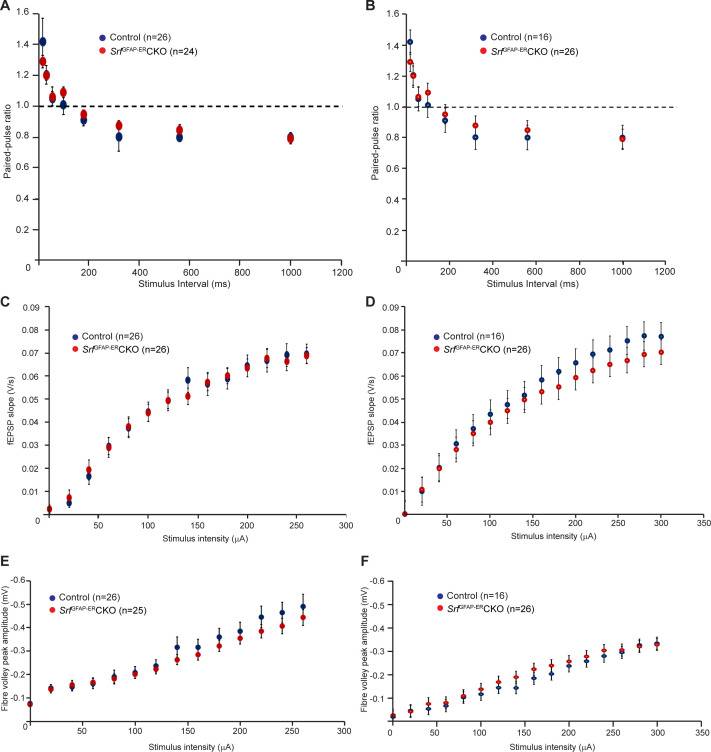 A
Control (n=26)
SrfGFAP-ERCKO (n=24)
Paired-pulse ratio
1.6
1.4
1.2
1.0
0.8
0.6
0.4
0.2
0
200 400 600 800 1000 1200
Stimulus Interval (ms)
B
Control (n=16)
SrfGFAP-ERCKO (n=26)
Paired-pulse ratio
1.6
1.4
1.2
1.0
0.8
0.6
0.4
0.2
0
200 400 600 800 1000 1200
Stimulus Interval (ms)
C
Control (n=26)
SrfGFAP-ERCKO (n=26)
fEPSP slope (V/s)
0.09
0.08
0.07
0.06
0.05
0.04
0.03
0.02
0.01
0
50 100 150 200 250 300
Stimulus intensity (µA)
D
Control (n=16)
SrfGFAP-ERCKO (n=26)
fEPSP slope (V/s)
0.09
0.08
0.07
0.06
0.05
0.04
0.03
0.02
0.01
0
50 100 150 200 250 300 350
Stimulus intensity (µA)
E
Control (n=26)
SrfGFAP-ERCKO (n=25)
Fibre volley peak amplitude (mV)
-0.6
-0.5
-0.4
-0.3
-0.2
-0.1
0
50 100 150 200 250 300
Stimulus intensity (µA)
F
Control (n=16)
SrfGFAP-ERCKO (n=26)
Fibre volley peak amplitude (mV)
-0.6
-0.5
-0.4
-0.3
-0.2
-0.1
0
50 100 150 200 250 300 350
Stimulus intensity (µA)